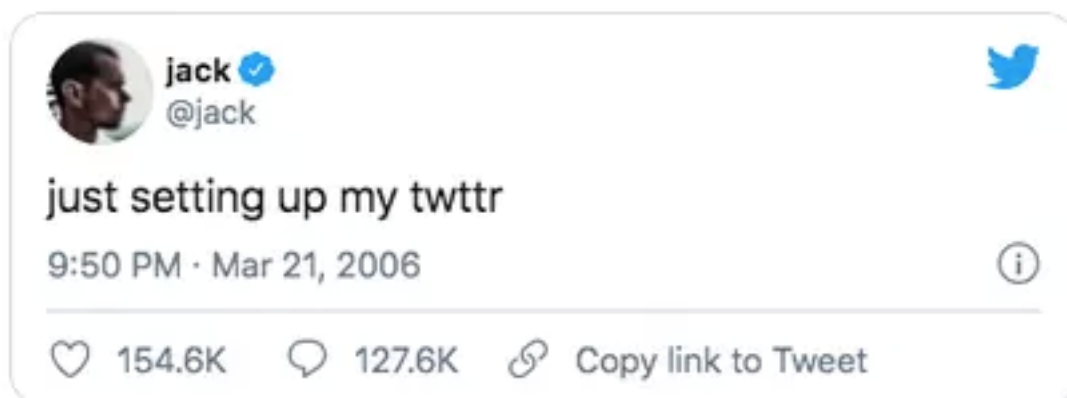 jack
@jack
just setting up my twttr
9:50 PM · Mar 21, 2006
154.6K 127.6K Copy link to Tweet